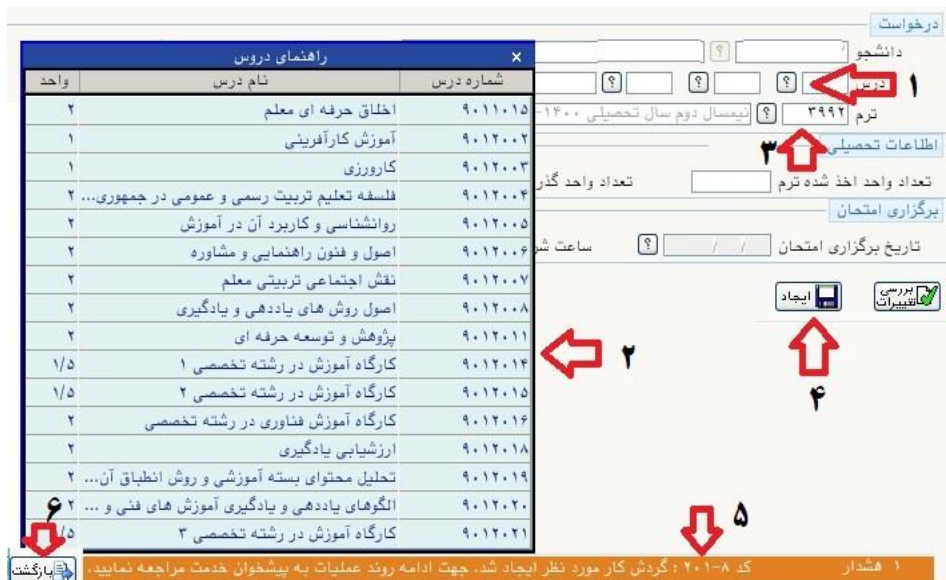 درخواست
دانشجو
درس
۱
ترم ۳۹۹۲ نیمسال دوم سال تحصیلی ۱۴۰۰-
۳
اطلاعات تحصیلی
تعداد واحد اخذ شده ترم تعداد واحد گذر
برگزاری امتحان
تاریخ برگزاری امتحان / / ساعت شر
بررسی تغییرات
ایجاد
۲
۴
۵
۶
راهنمای دروس
شماره درس نام درس واحد
۹۰۱۱۰۱۵ اخلاق حرفه ای معلم ۲
۹۰۱۲۰۰۲ آموزش کارآفرینی ۱
۹۰۱۲۰۰۳ کارورزی ۱
۹۰۱۲۰۰۴ فلسفه تعلیم تربیت رسمی و عمومی در جمهوری... ۲
۹۰۱۲۰۰۵ روانشناسی و کاربرد آن در آموزش ۲
۹۰۱۲۰۰۶ اصول و فنون راهنمایی و مشاوره ۲
۹۰۱۲۰۰۷ نقش اجتماعی تربیتی معلم ۲
۹۰۱۲۰۰۸ اصول روش های یاددهی و یادگیری ۲
۹۰۱۲۰۱۱ پژوهش و توسعه حرفه ای ۲
۹۰۱۲۰۱۴ کارگاه آموزش در رشته تخصصی ۱ ۱/۵
۹۰۱۲۰۱۵ کارگاه آموزش در رشته تخصصی ۲ ۱/۵
۹۰۱۲۰۱۶ کارگاه آموزش فناوری در رشته تخصصی ۲
۹۰۱۲۰۱۸ ارزشیابی یادگیری ۲
۹۰۱۲۰۱۹ تحلیل محتوای بسته آموزشی و روش انطباق آن... ۲
۹۰۱۲۰۲۰ الگوهای یاددهی و یادگیری آموزش های فنی و ... ۲
۹۰۱۲۰۲۱ کارگاه آموزش در رشته تخصصی ۳ /۵
۱ هشدار کد ۸-۲۰۱ : گردش کار مورد نظر ایجاد شد، جهت ادامه روند عملیات به پیشخوان خدمت مراجعه نمایید.
بازگشت